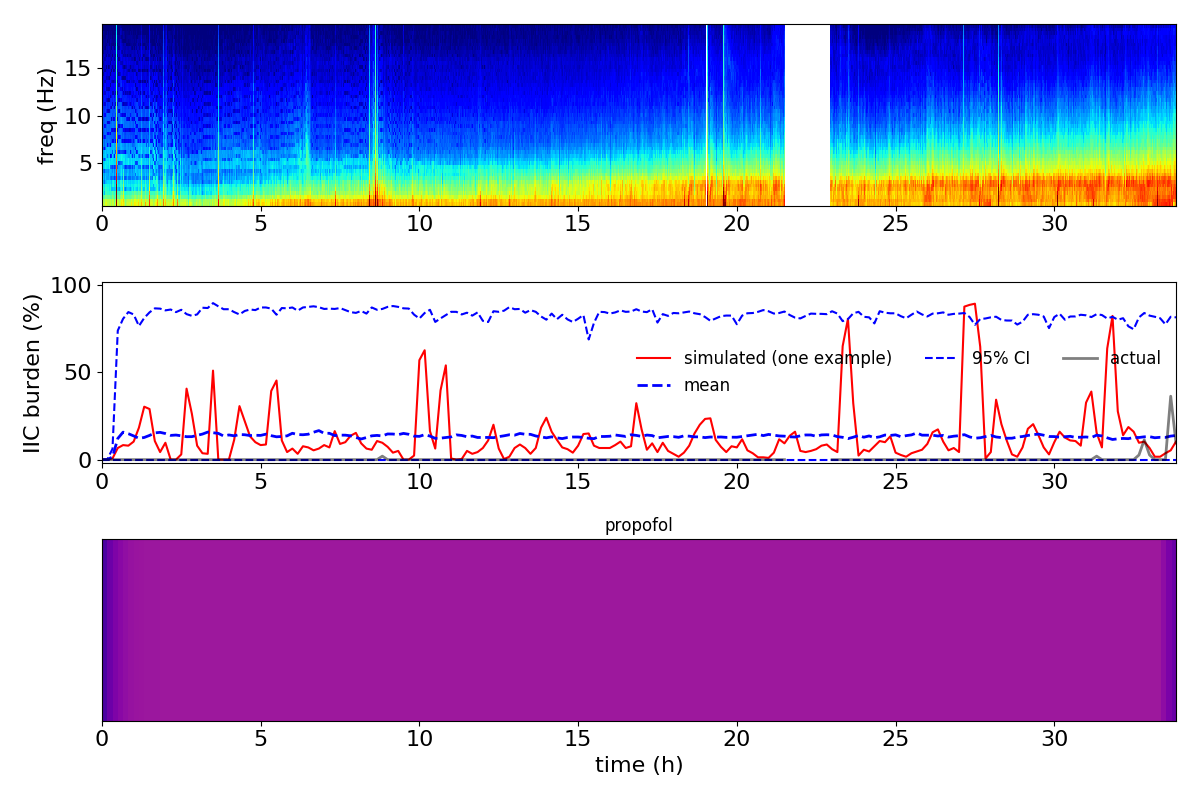 freq (Hz)
15
10
5
0 5 10 15 20 25 30
IIC burden (%)
100
50
0
simulated (one example) 95% CI actual
mean
0 5 10 15 20 25 30
propofol
0 5 10 15 20 25 30
time (h)